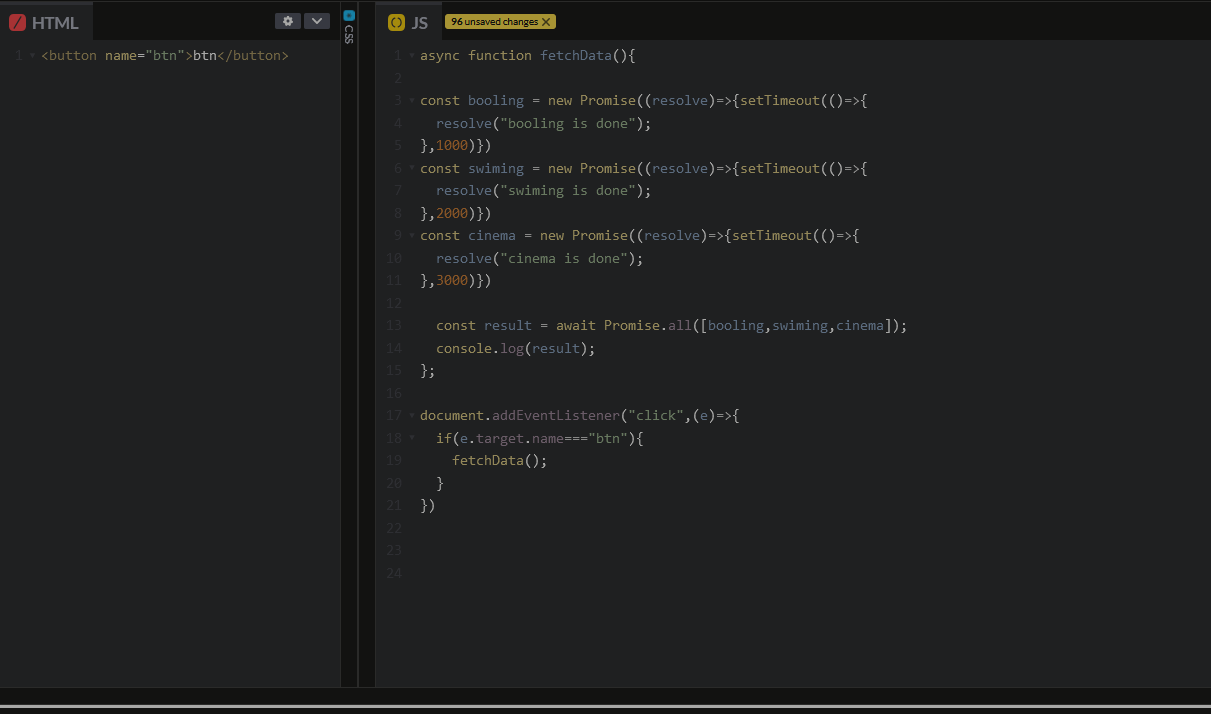 HTML
CSS
JS
96 unsaved changes X
1 <button name="btn">btn</button>
1 async function fetchData(){
2
3 const booling = new Promise((resolve)=>{setTimeout(()=>{
4 resolve("booling is done");
5 },1000)})
6 const swiming = new Promise((resolve)=>{setTimeout(()=>{
7 resolve("swiming is done");
8 },2000)})
9 const cinema = new Promise((resolve)=>{setTimeout(()=>{
10 resolve("cinema is done");
11 },3000)})
12
13 const result = await Promise.all([booling,swiming,cinema]);
14 console.log(result);
15 };
16
17 document.addEventListener("click",(e)=>{
18 if(e.target.name==="btn"){
19 fetchData();
20 }
21 })
22
23
24